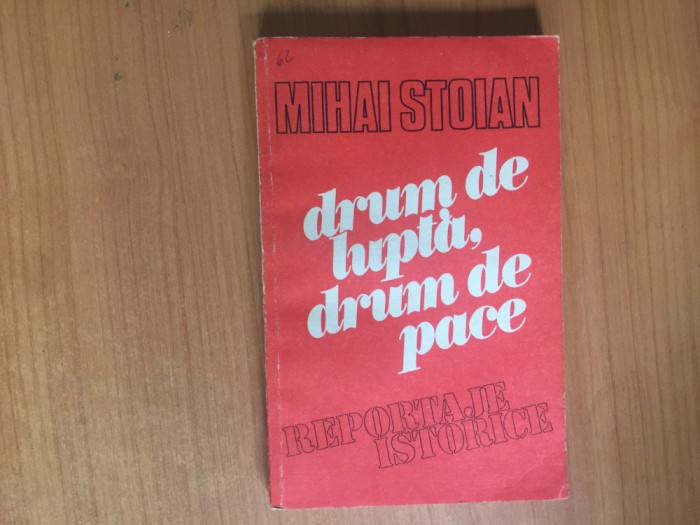 62
MIHAI STOIAN
drum de
luptă,
drum de
pace
REPORTAJE
ISTORICE